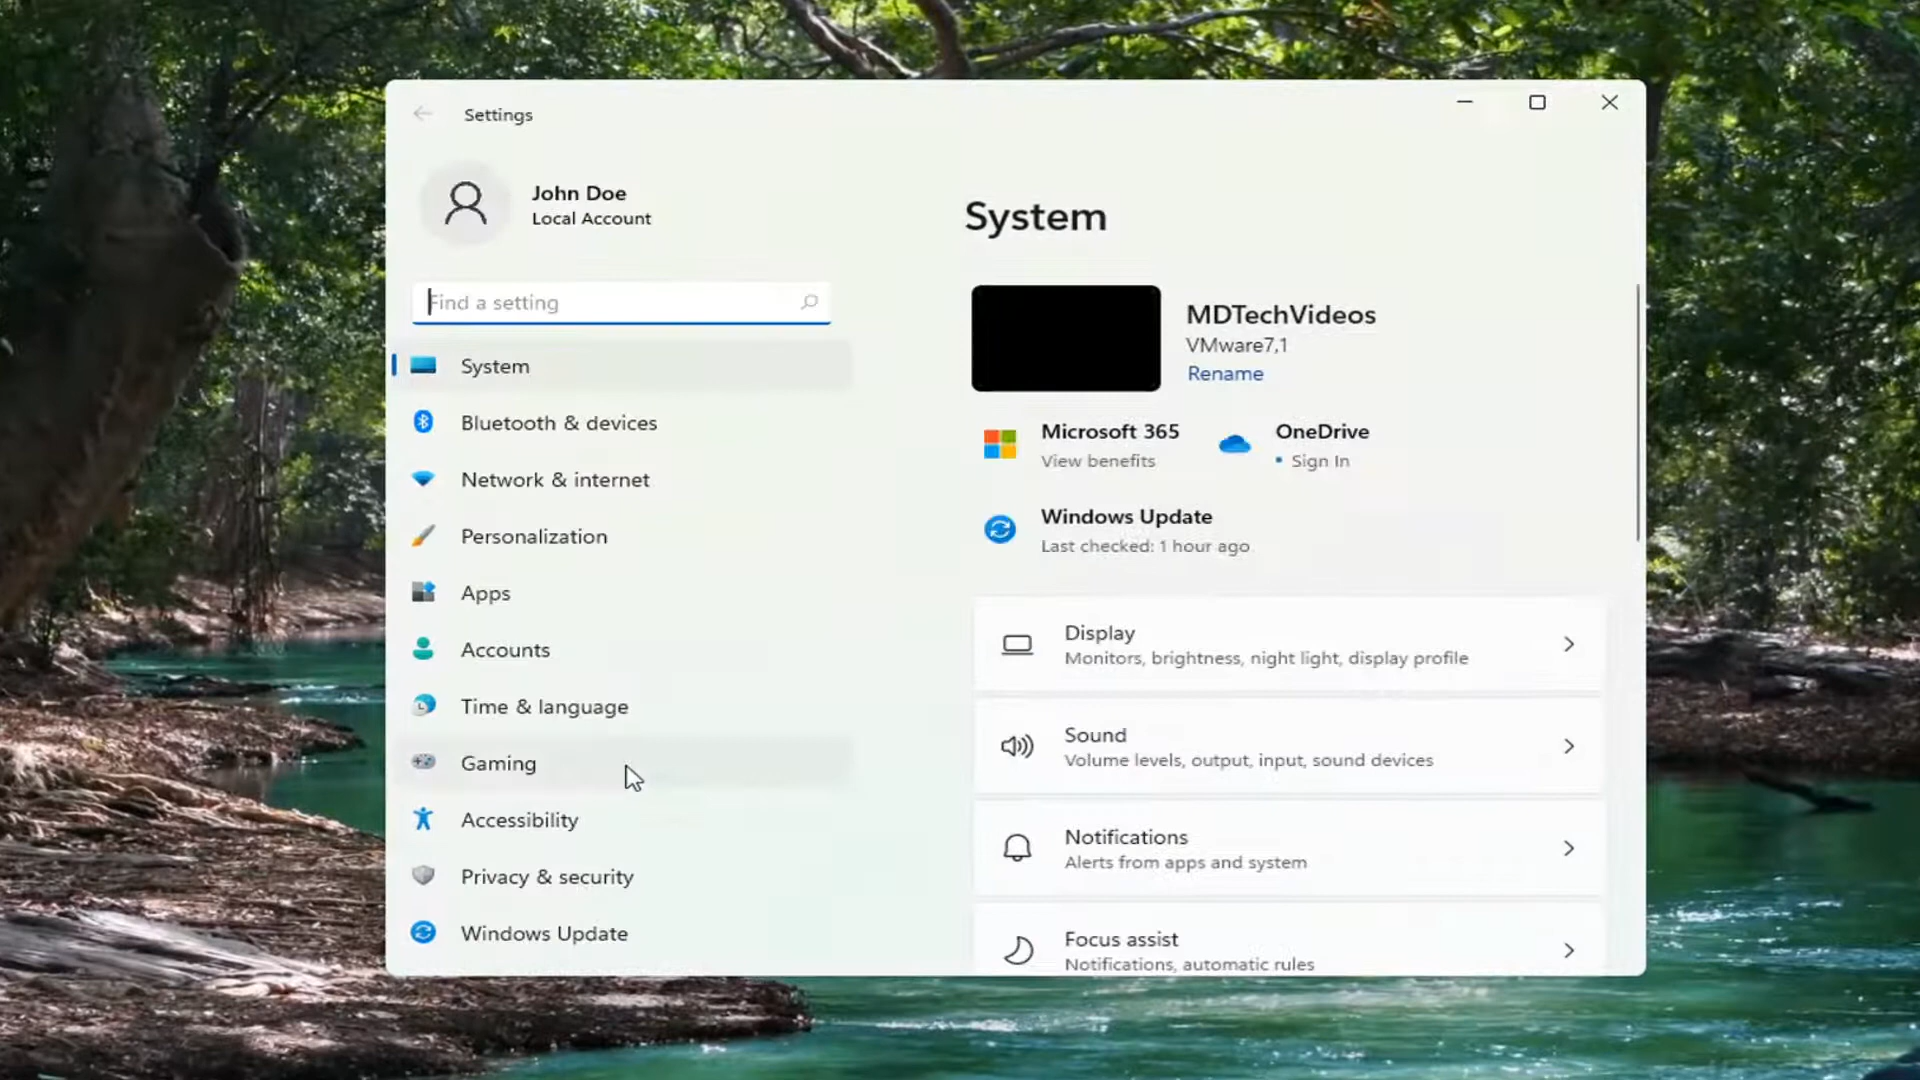 Settings
John Doe
Local Account
Find a setting
System
Bluetooth & devices
Network & internet
Personalization
Apps
Accounts
Time & language
Gaming
Accessibility
Privacy & security
Windows Update
System
MDTechVideos
VMware7,1
Rename
Microsoft 365
View benefits
OneDrive
• Sign In
Windows Update
Last checked: 1 hour ago
Display
Monitors, brightness, night light, display profile
Sound
Volume levels, output, input, sound devices
Notifications
Alerts from apps and system
Focus assist
Notifications, automatic rules